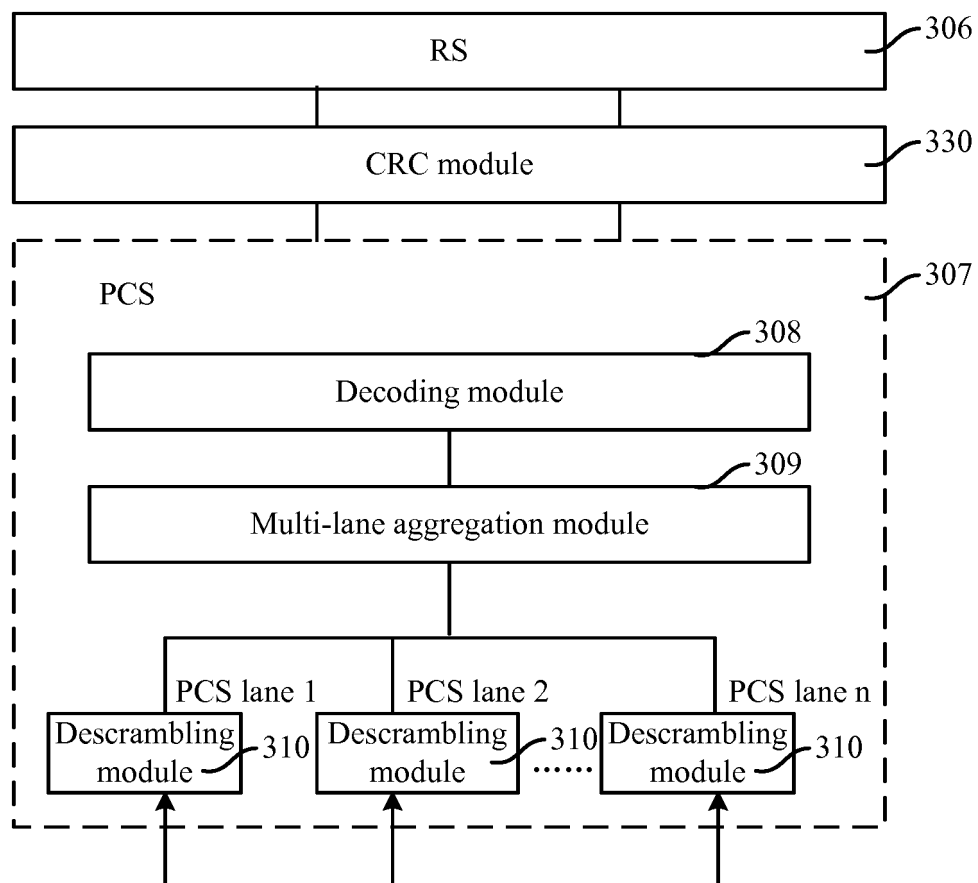 RS
306
CRC module
330
PCS
307
308
Decoding module
309
Multi-lane aggregation module
PCS lane 1
PCS lane 2
PCS lane n
Descrambling
module
310
Descrambling
module
310
......
Descrambling
module
310